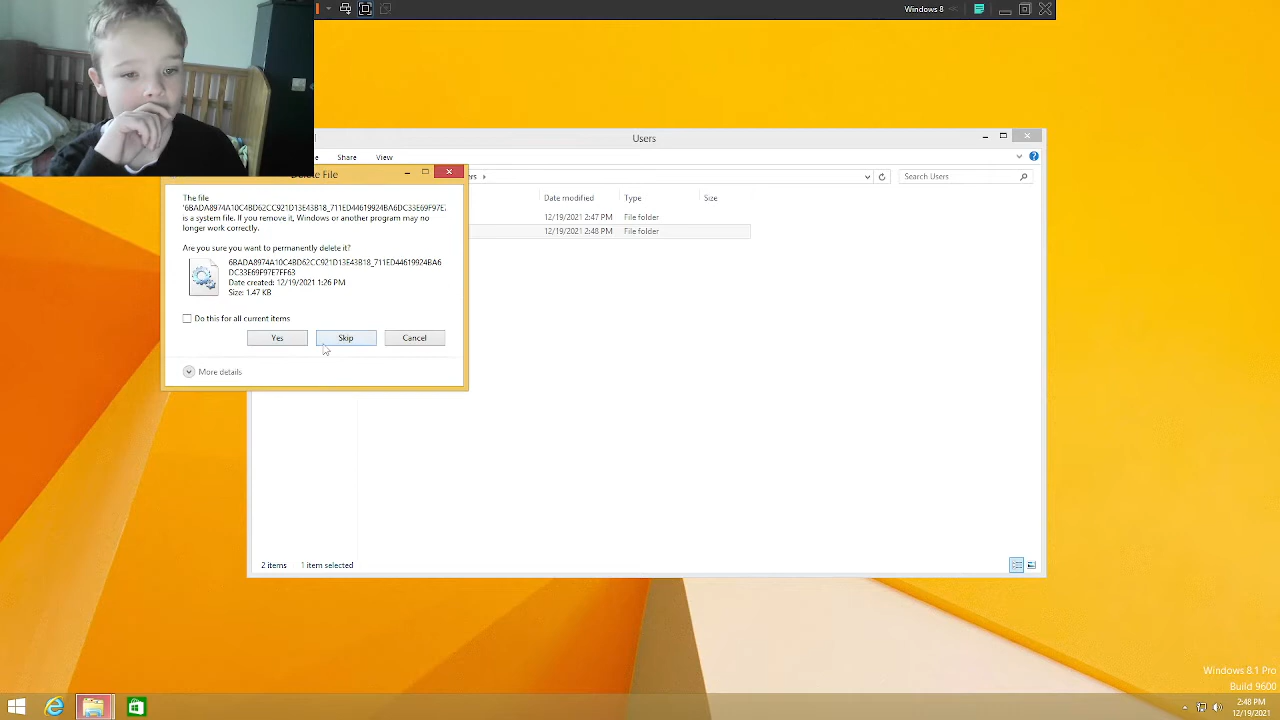 Windows 8
Users
Share View
Delete File
ers
Search Users
The file
'6BADA8974A10C4BD62CC921D13E43B18_711ED44619924BA6DC33E69F97E7
is a system file. If you remove it, Windows or another program may no
longer work correctly.
Date modified Type Size
12/19/2021 2:47 PM File folder
12/19/2021 2:48 PM File folder
Are you sure you want to permanently delete it?
6BADA8974A10C4BD62CC921D13E43B18_711ED44619924BA6
DC33E69F97E7FF63
Date created: 12/19/2021 1:26 PM
Size: 1.47 KB
Do this for all current items
Yes Skip Cancel
More details
2 items 1 item selected
Windows 8.1 Pro
Build 9600
2:48 PM
12/19/2021